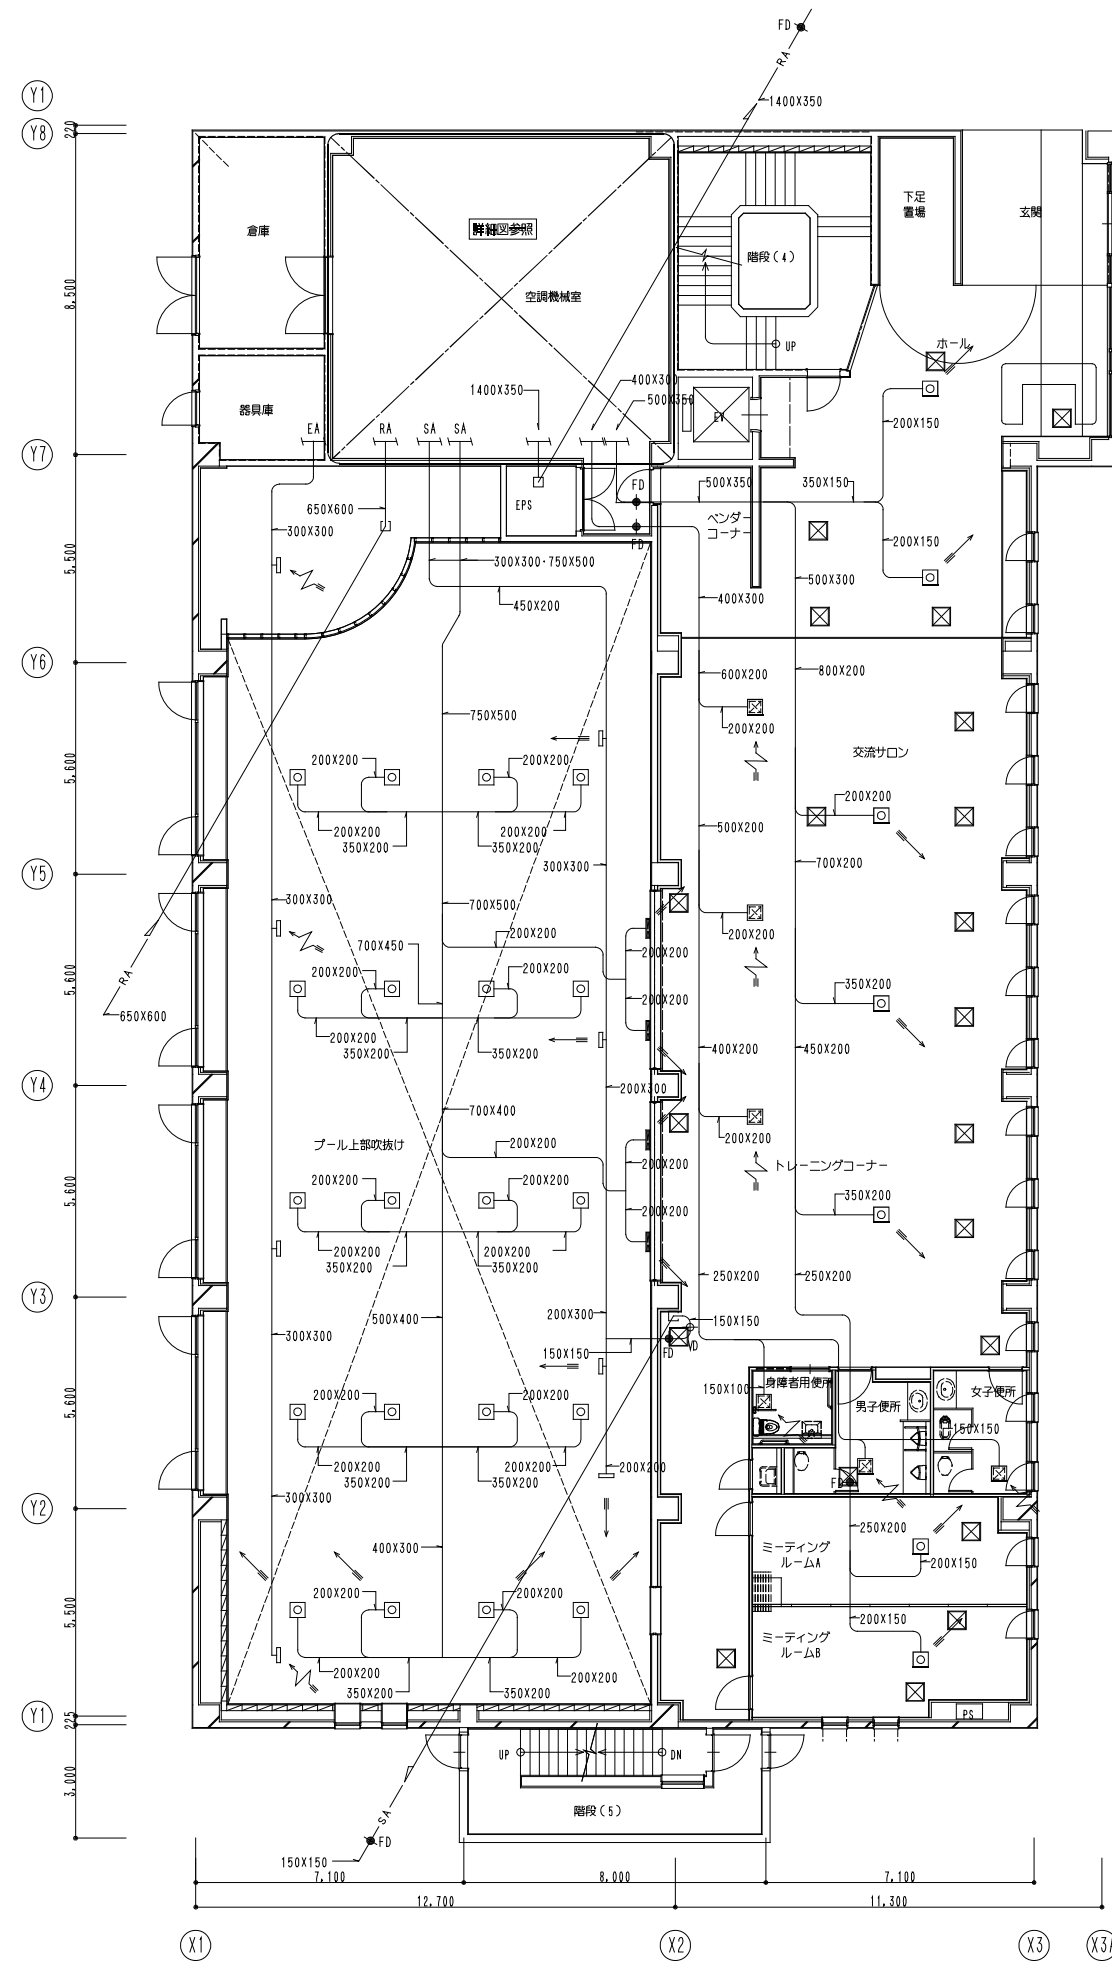 FD
RA
1400X350
Y1
Y8
220
8,500
倉庫
詳細図参照
空調機械室
階段(4)
UP
下足
置場
玄関
ホール
器具庫
EA
RA
SA
SA
1400X350
400X300
500X350
EV
200X150
Y7
EPS
FD
FD
500X350
350X150
ベンダー
コーナー
200X150
650X600
300X300
300X300・750X500
450X200
500X300
400X300
5,500
Y6
600X200
800X200
200X200
750X500
交流サロン
5,600
200X200
200X200
200X200
200X200
200X200
350X200
350X200
200X200
500X200
300X300
700X200
Y5
300X300
700X500
200X200
200X200
200X200
700X450
200X200
200X200
200X200
350X200
5,600
RA
650X600
200X200
350X200
350X200
400X200
450X200
Y4
200X300
700X400
200X200
200X200
200X200
プール上部吹抜け
トレーニングコーナー
200X200
200X200
200X200
350X200
5,600
200X200
200X200
350X200
350X200
250X200
250X200
Y3
200X300
500X400
300X300
150X150
150X150
FD
VD
150X100
身障者用便所
男子便所
女子便所
150X150
5,600
200X200
200X200
200X200
200X200
350X200
350X200
200X200
FD
300X300
Y2
250X200
200X150
ミーティング
ルームA
400X300
200X200
200X200
5,500
200X150
ミーティング
ルームB
200X200
200X200
350X200
350X200
PS
Y1
225
3,000
UP
DN
階段(5)
SA
FD
150X150
7,100
8,000
7,100
12,700
11,300
X1
X2
X3